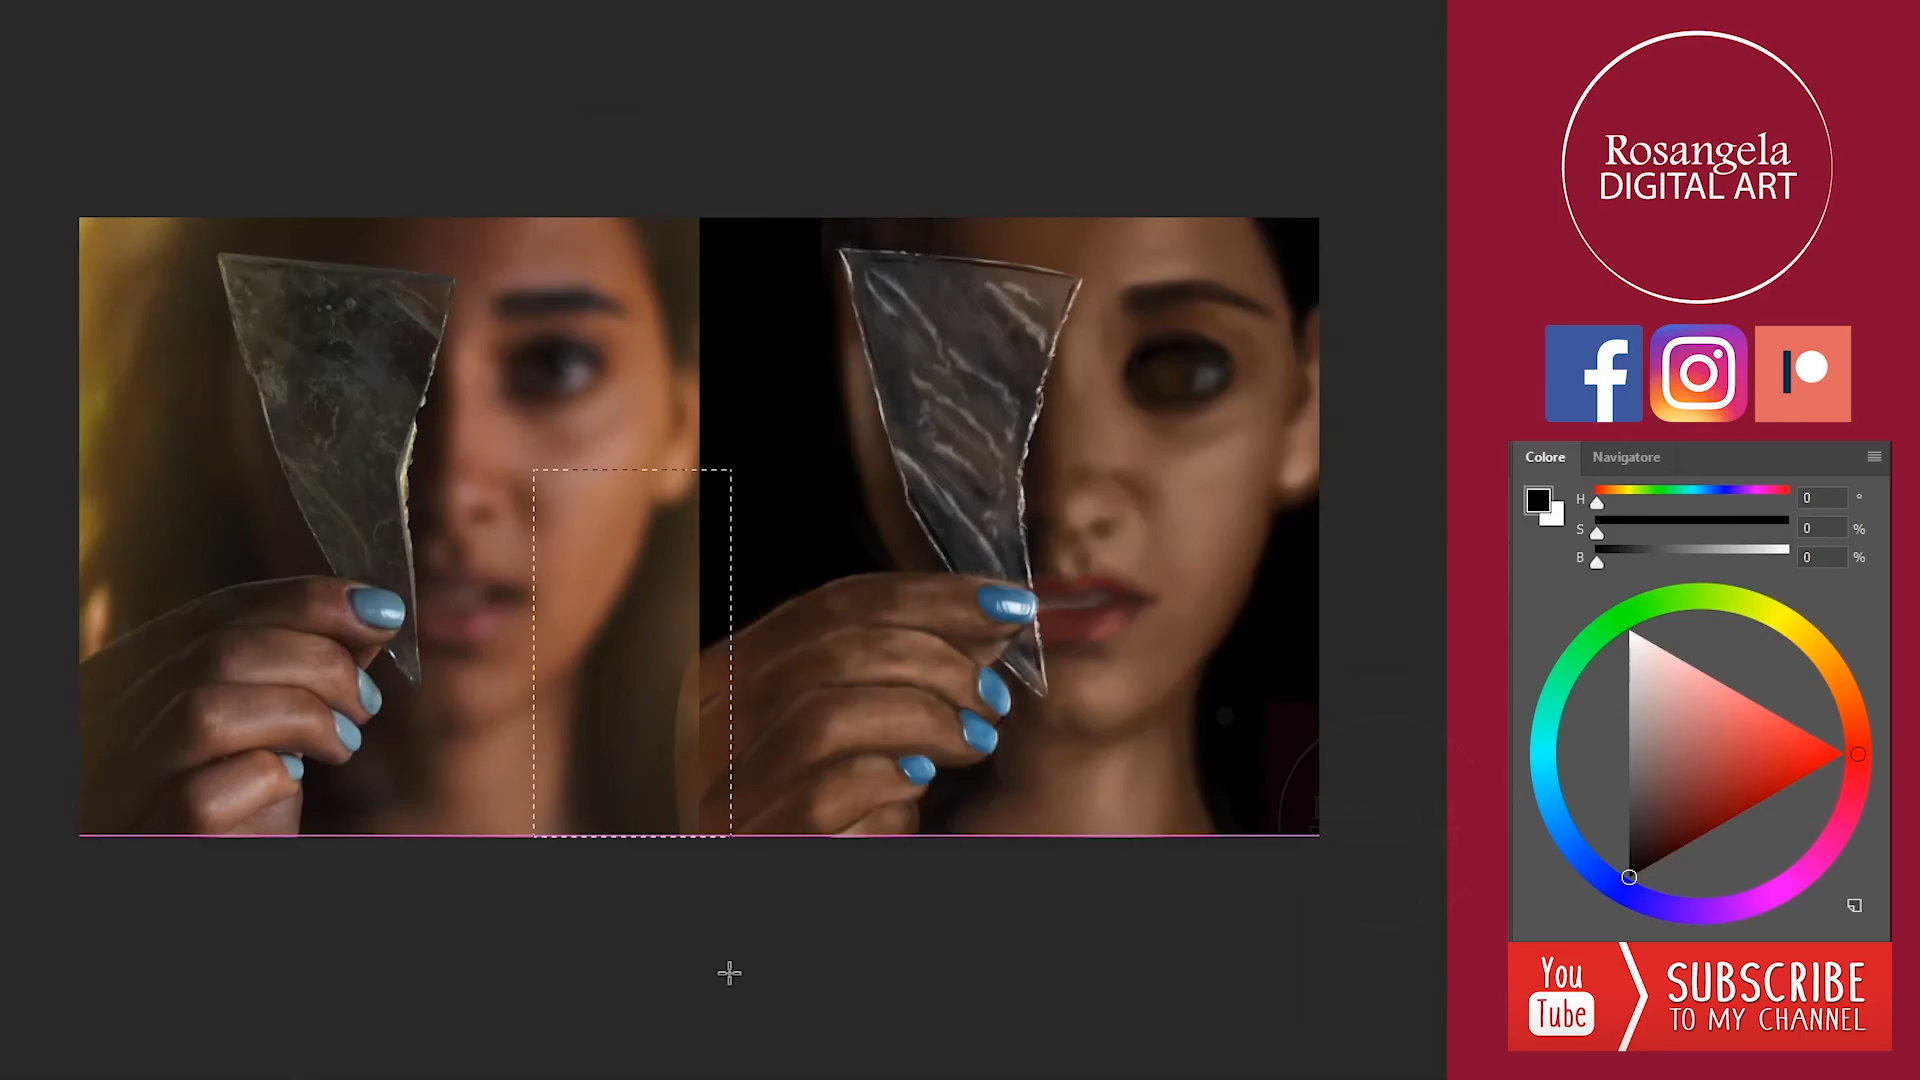 Rosangela
DIGITAL ART
Colore
Navigatore
H
0
°
S
0
%
B
0
%
You
Tube
SUBSCRIBE
TO MY CHANNEL